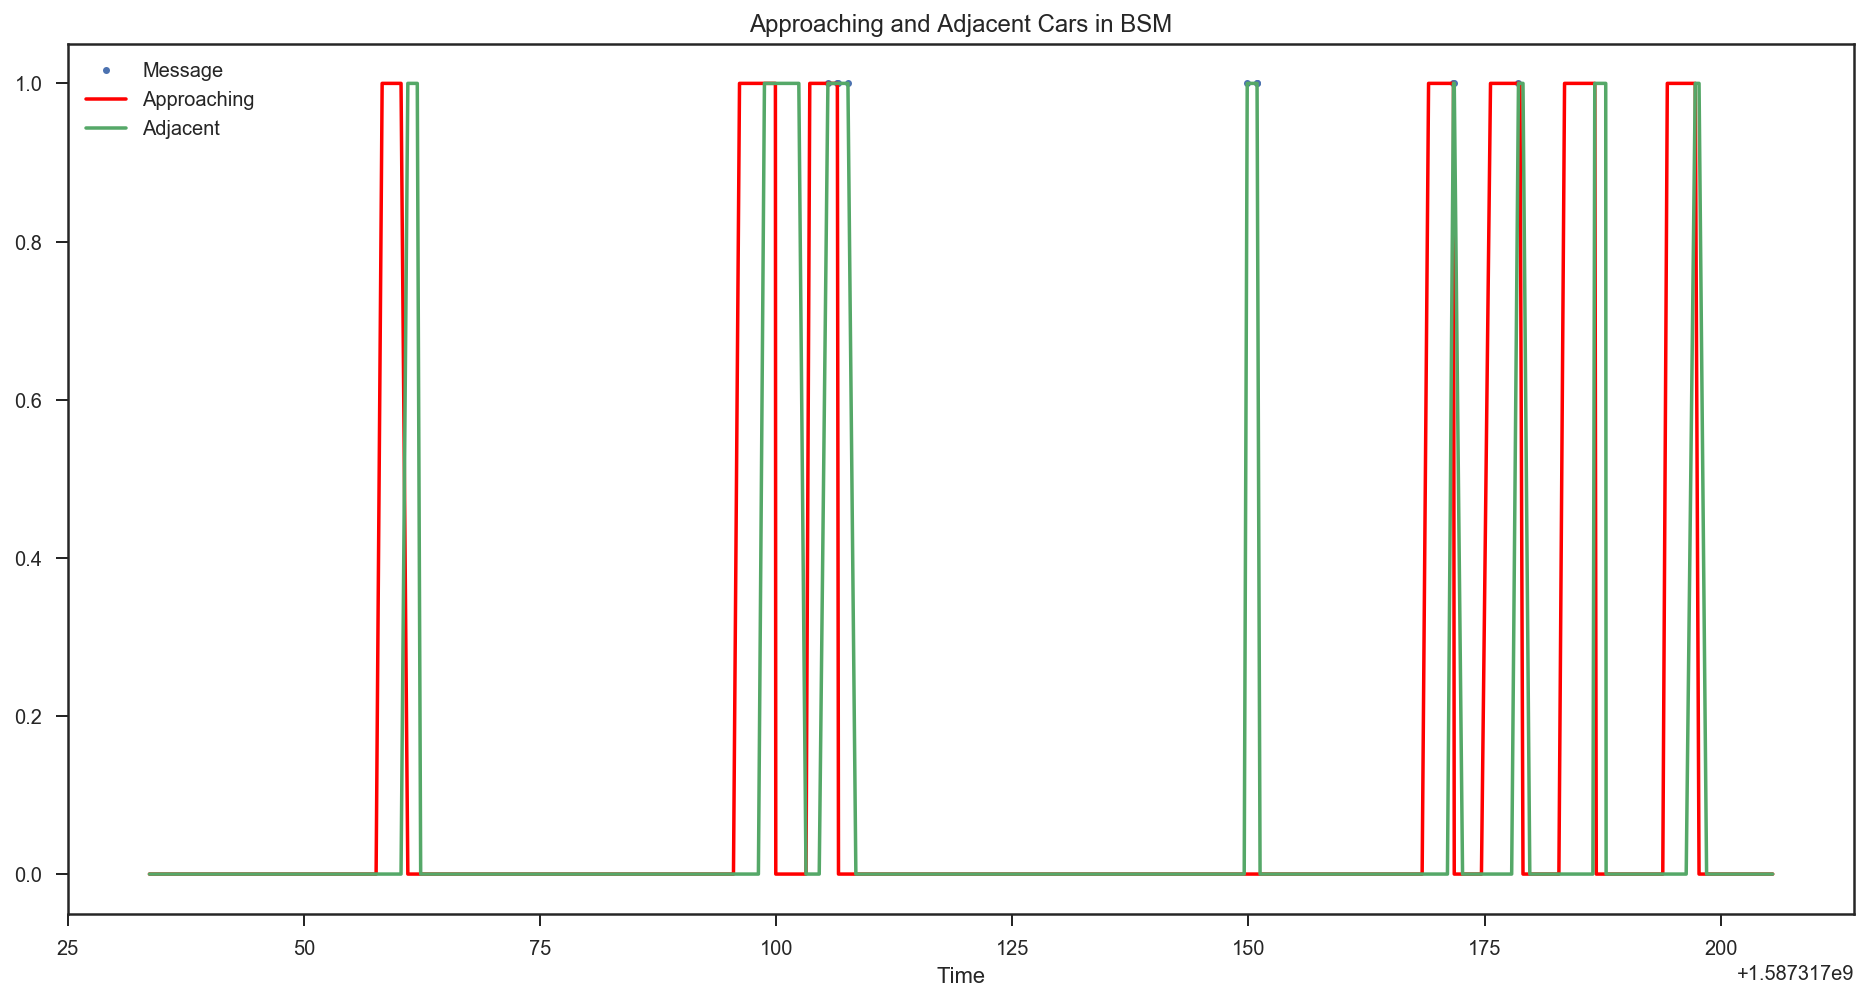 Approaching and Adjacent Cars in BSM
Message
Approaching
Adjacent
1.0
0.8
0.6
0.4
0.2
0.0
25 50 75 100 125 150 175 200
Time
+1.587317e9